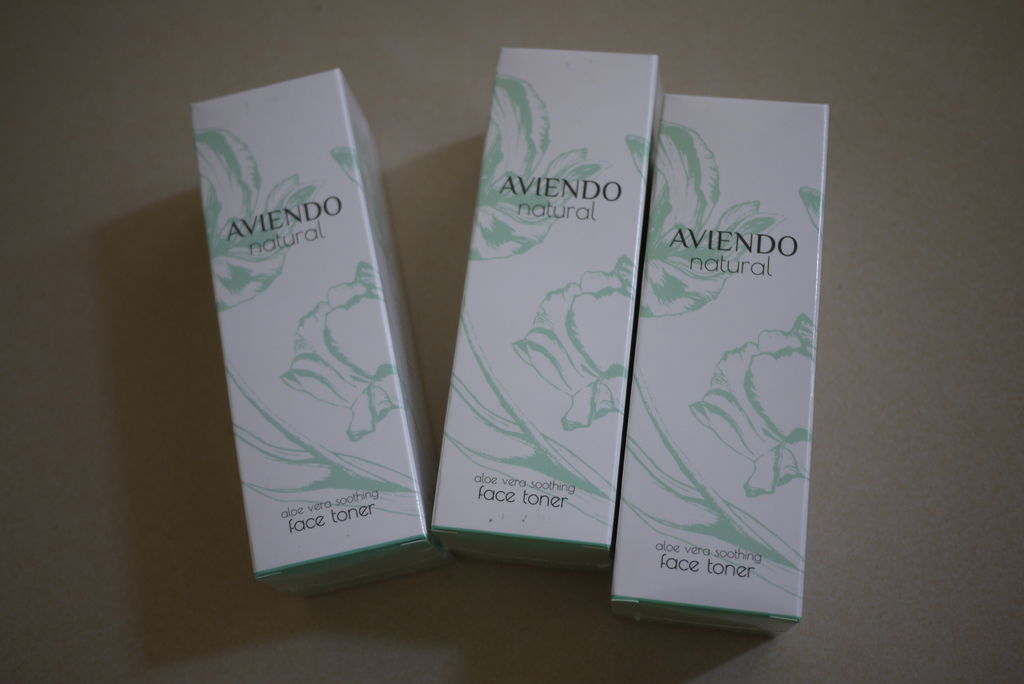 AVIENDO
natural
aloe vera soothing
face toner
AVIENDO
natural
aloe vera soothing
face toner
AVIENDO
natural
aloe vera soothing
face toner